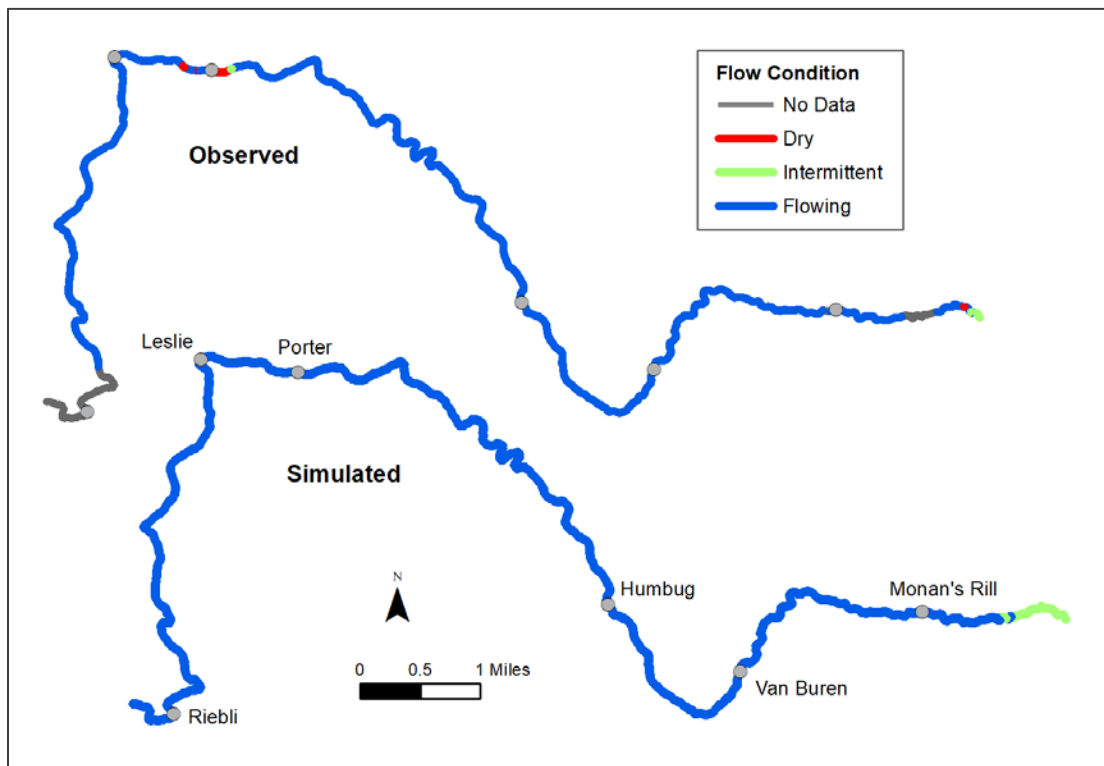 Flow Condition
No Data
Dry
Intermittent
Flowing
Observed
Leslie
Porter
Simulated
N
Humbug
Monan's Rill
0 0.5 1 Miles
Van Buren
Riebli